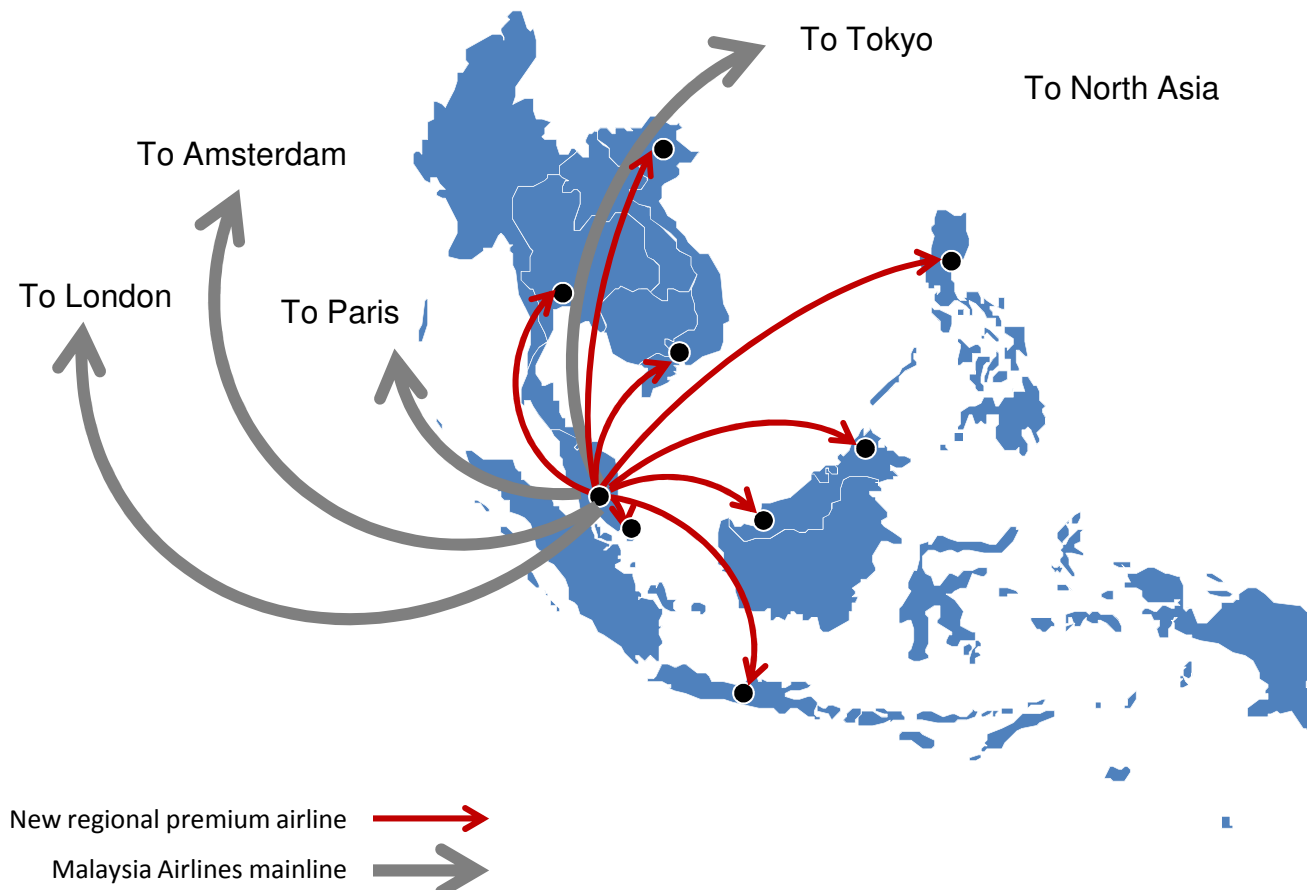 To Tokyo
To North Asia
To Amsterdam
To London
To Paris
New regional premium airline
Malaysia Airlines mainline